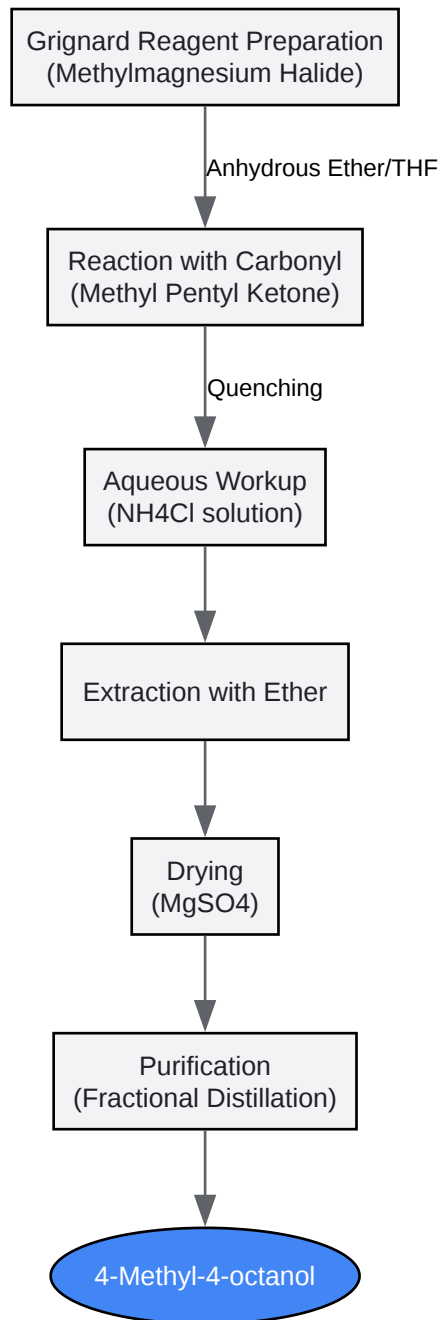 Grignard Reagent Preparation
(Methylmagnesium Halide)
Anhydrous Ether/THF
Reaction with Carbonyl
(Methyl Pentyl Ketone)
Quenching
Aqueous Workup
(NH4Cl solution)
Extraction with Ether
Drying
(MgSO4)
Purification
(Fractional Distillation)
4-Methyl-4-octanol